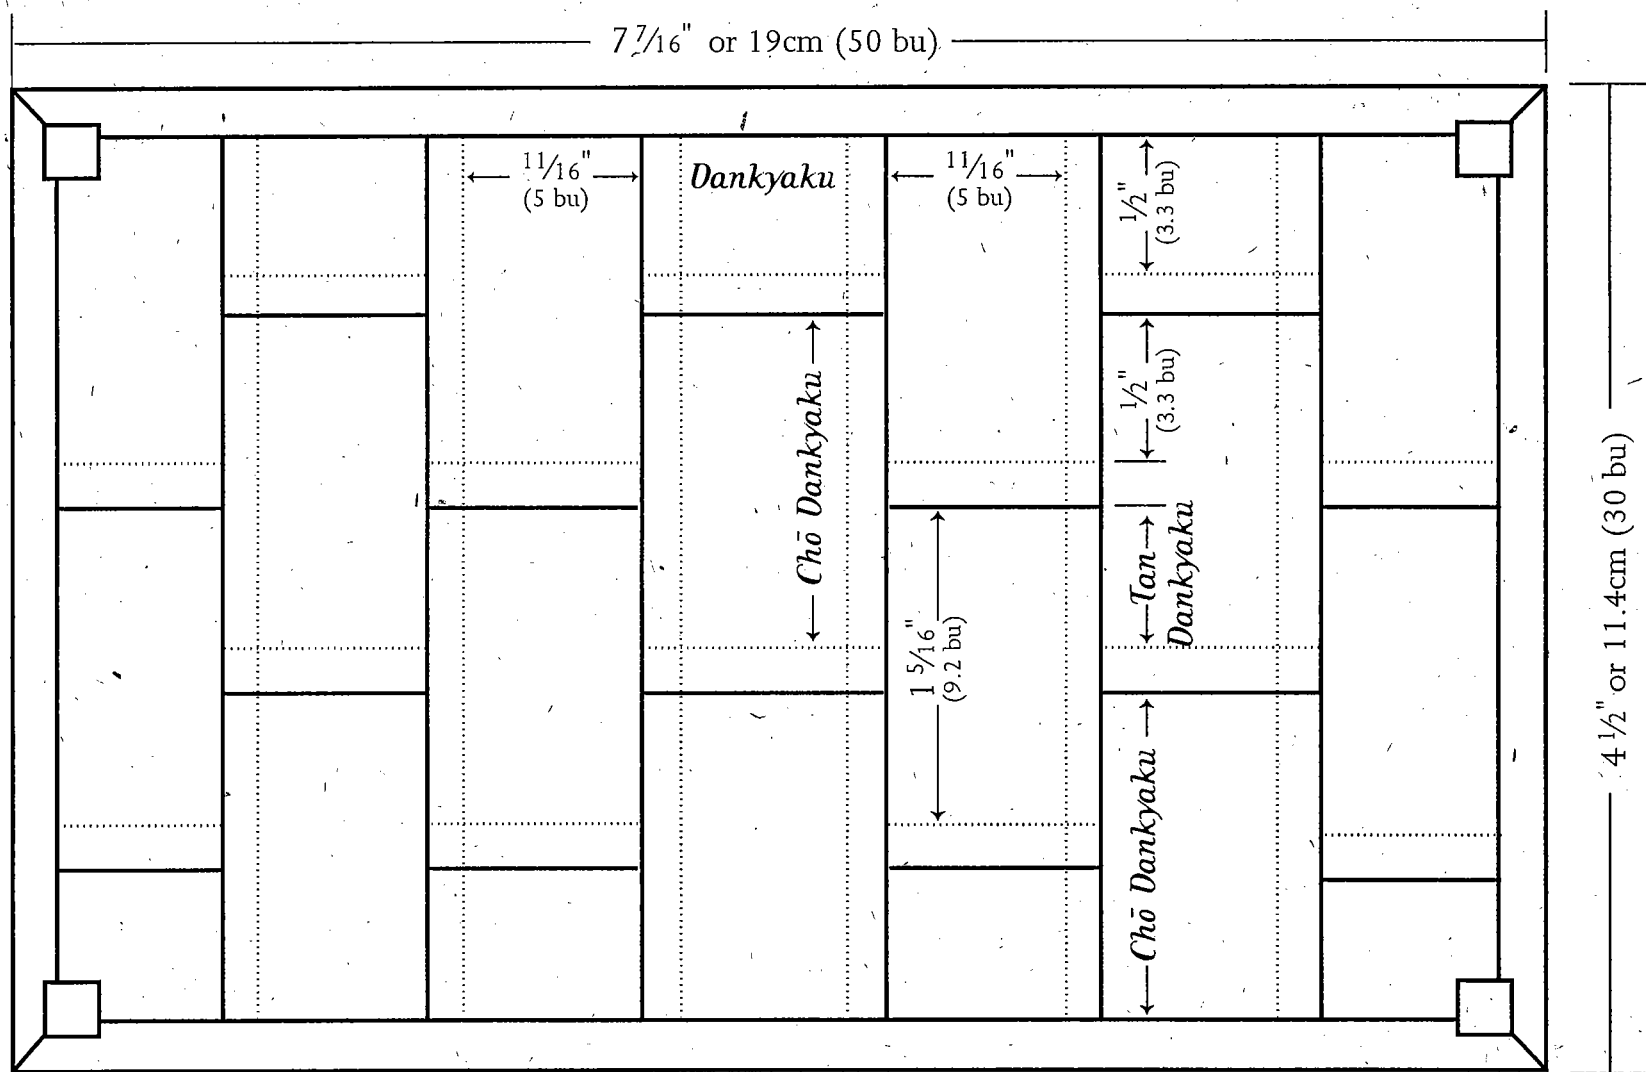 7 7/16" or 19cm (50 bu)
11/16"
(5 bu)
Dankyaku
11/16"
(5 bu)
1/2"
(3.3 bu)
1/2"
(3.3 bu)
Chō Dankyaku
Tan
Dankyaku
1 5/16"
(9.2 bu)
Chō Dankyaku
4 1/2" or 11.4cm (30 bu)